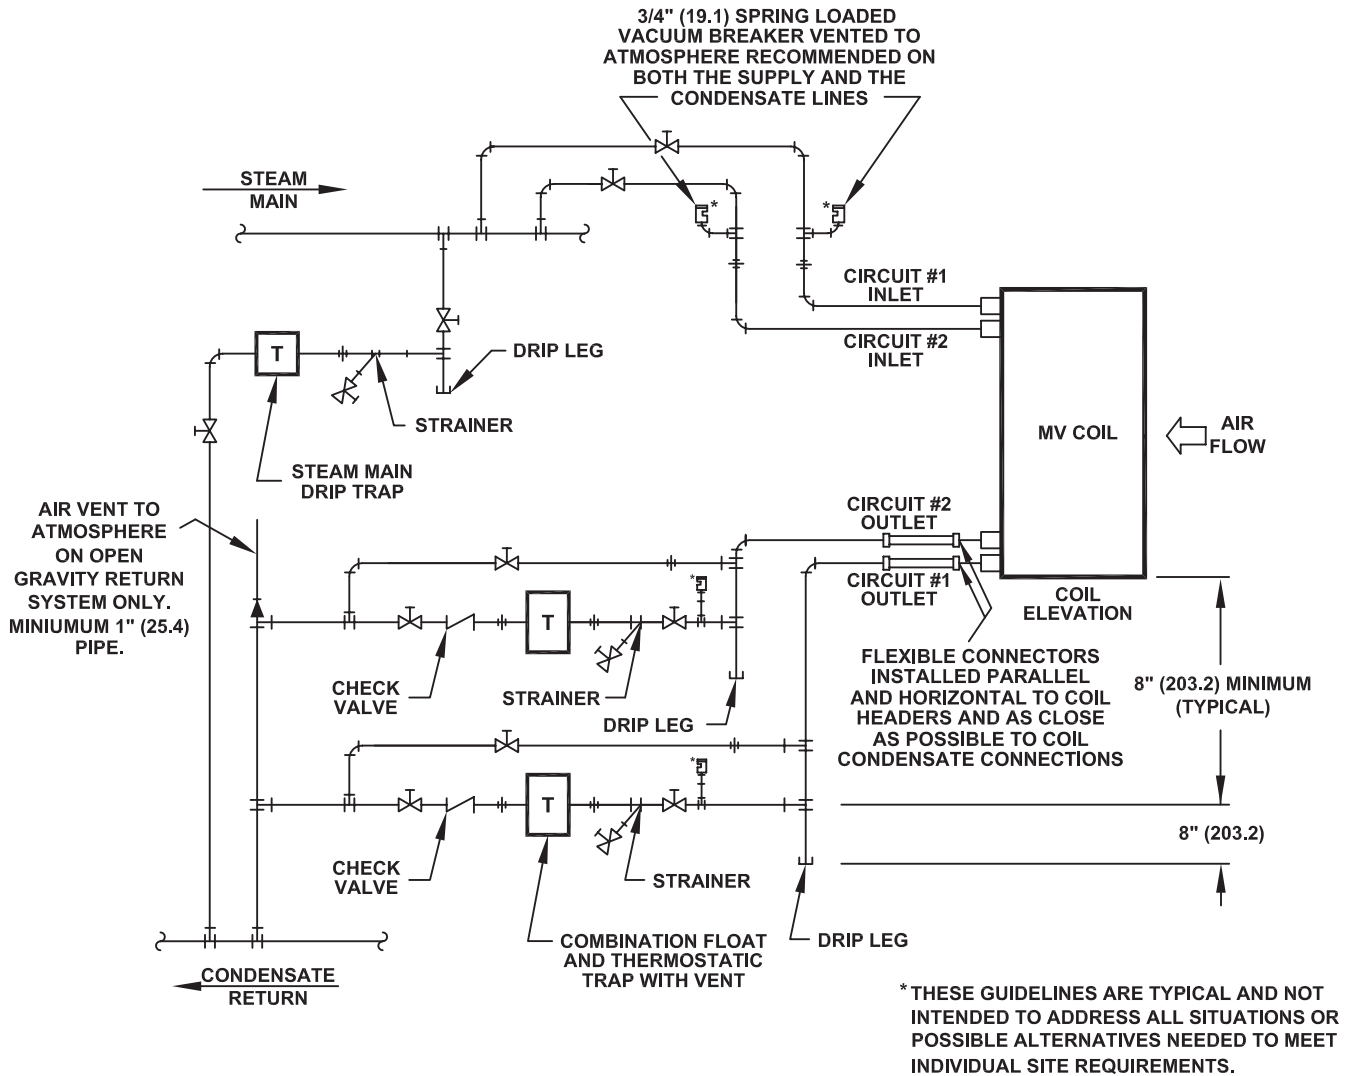 3/4" (19.1) SPRING LOADED
VACUUM BREAKER VENTED TO
ATMOSPHERE RECOMMENDED ON
BOTH THE SUPPLY AND THE
CONDENSATE LINES
STEAM
MAIN
*
*
CIRCUIT #1
INLET
CIRCUIT #2
INLET
T
DRIP LEG
STRAINER
STEAM MAIN
DRIP TRAP
MV COIL
AIR
FLOW
AIR VENT TO
ATMOSPHERE
ON OPEN
GRAVITY RETURN
SYSTEM ONLY.
MINIUMUM 1" (25.4)
PIPE.
CIRCUIT #2
OUTLET
CIRCUIT #1
OUTLET
COIL
ELEVATION
*
T
CHECK
VALVE
STRAINER
DRIP LEG
FLEXIBLE CONNECTORS
INSTALLED PARALLEL
AND HORIZONTAL TO COIL
HEADERS AND AS CLOSE
AS POSSIBLE TO COIL
CONDENSATE CONNECTIONS
8" (203.2) MINIMUM
(TYPICAL)
*
T
8" (203.2)
CHECK
VALVE
STRAINER
COMBINATION FLOAT
AND THERMOSTATIC
TRAP WITH VENT
DRIP LEG
CONDENSATE
RETURN
* THESE GUIDELINES ARE TYPICAL AND NOT
INTENDED TO ADDRESS ALL SITUATIONS OR
POSSIBLE ALTERNATIVES NEEDED TO MEET
INDIVIDUAL SITE REQUIREMENTS.